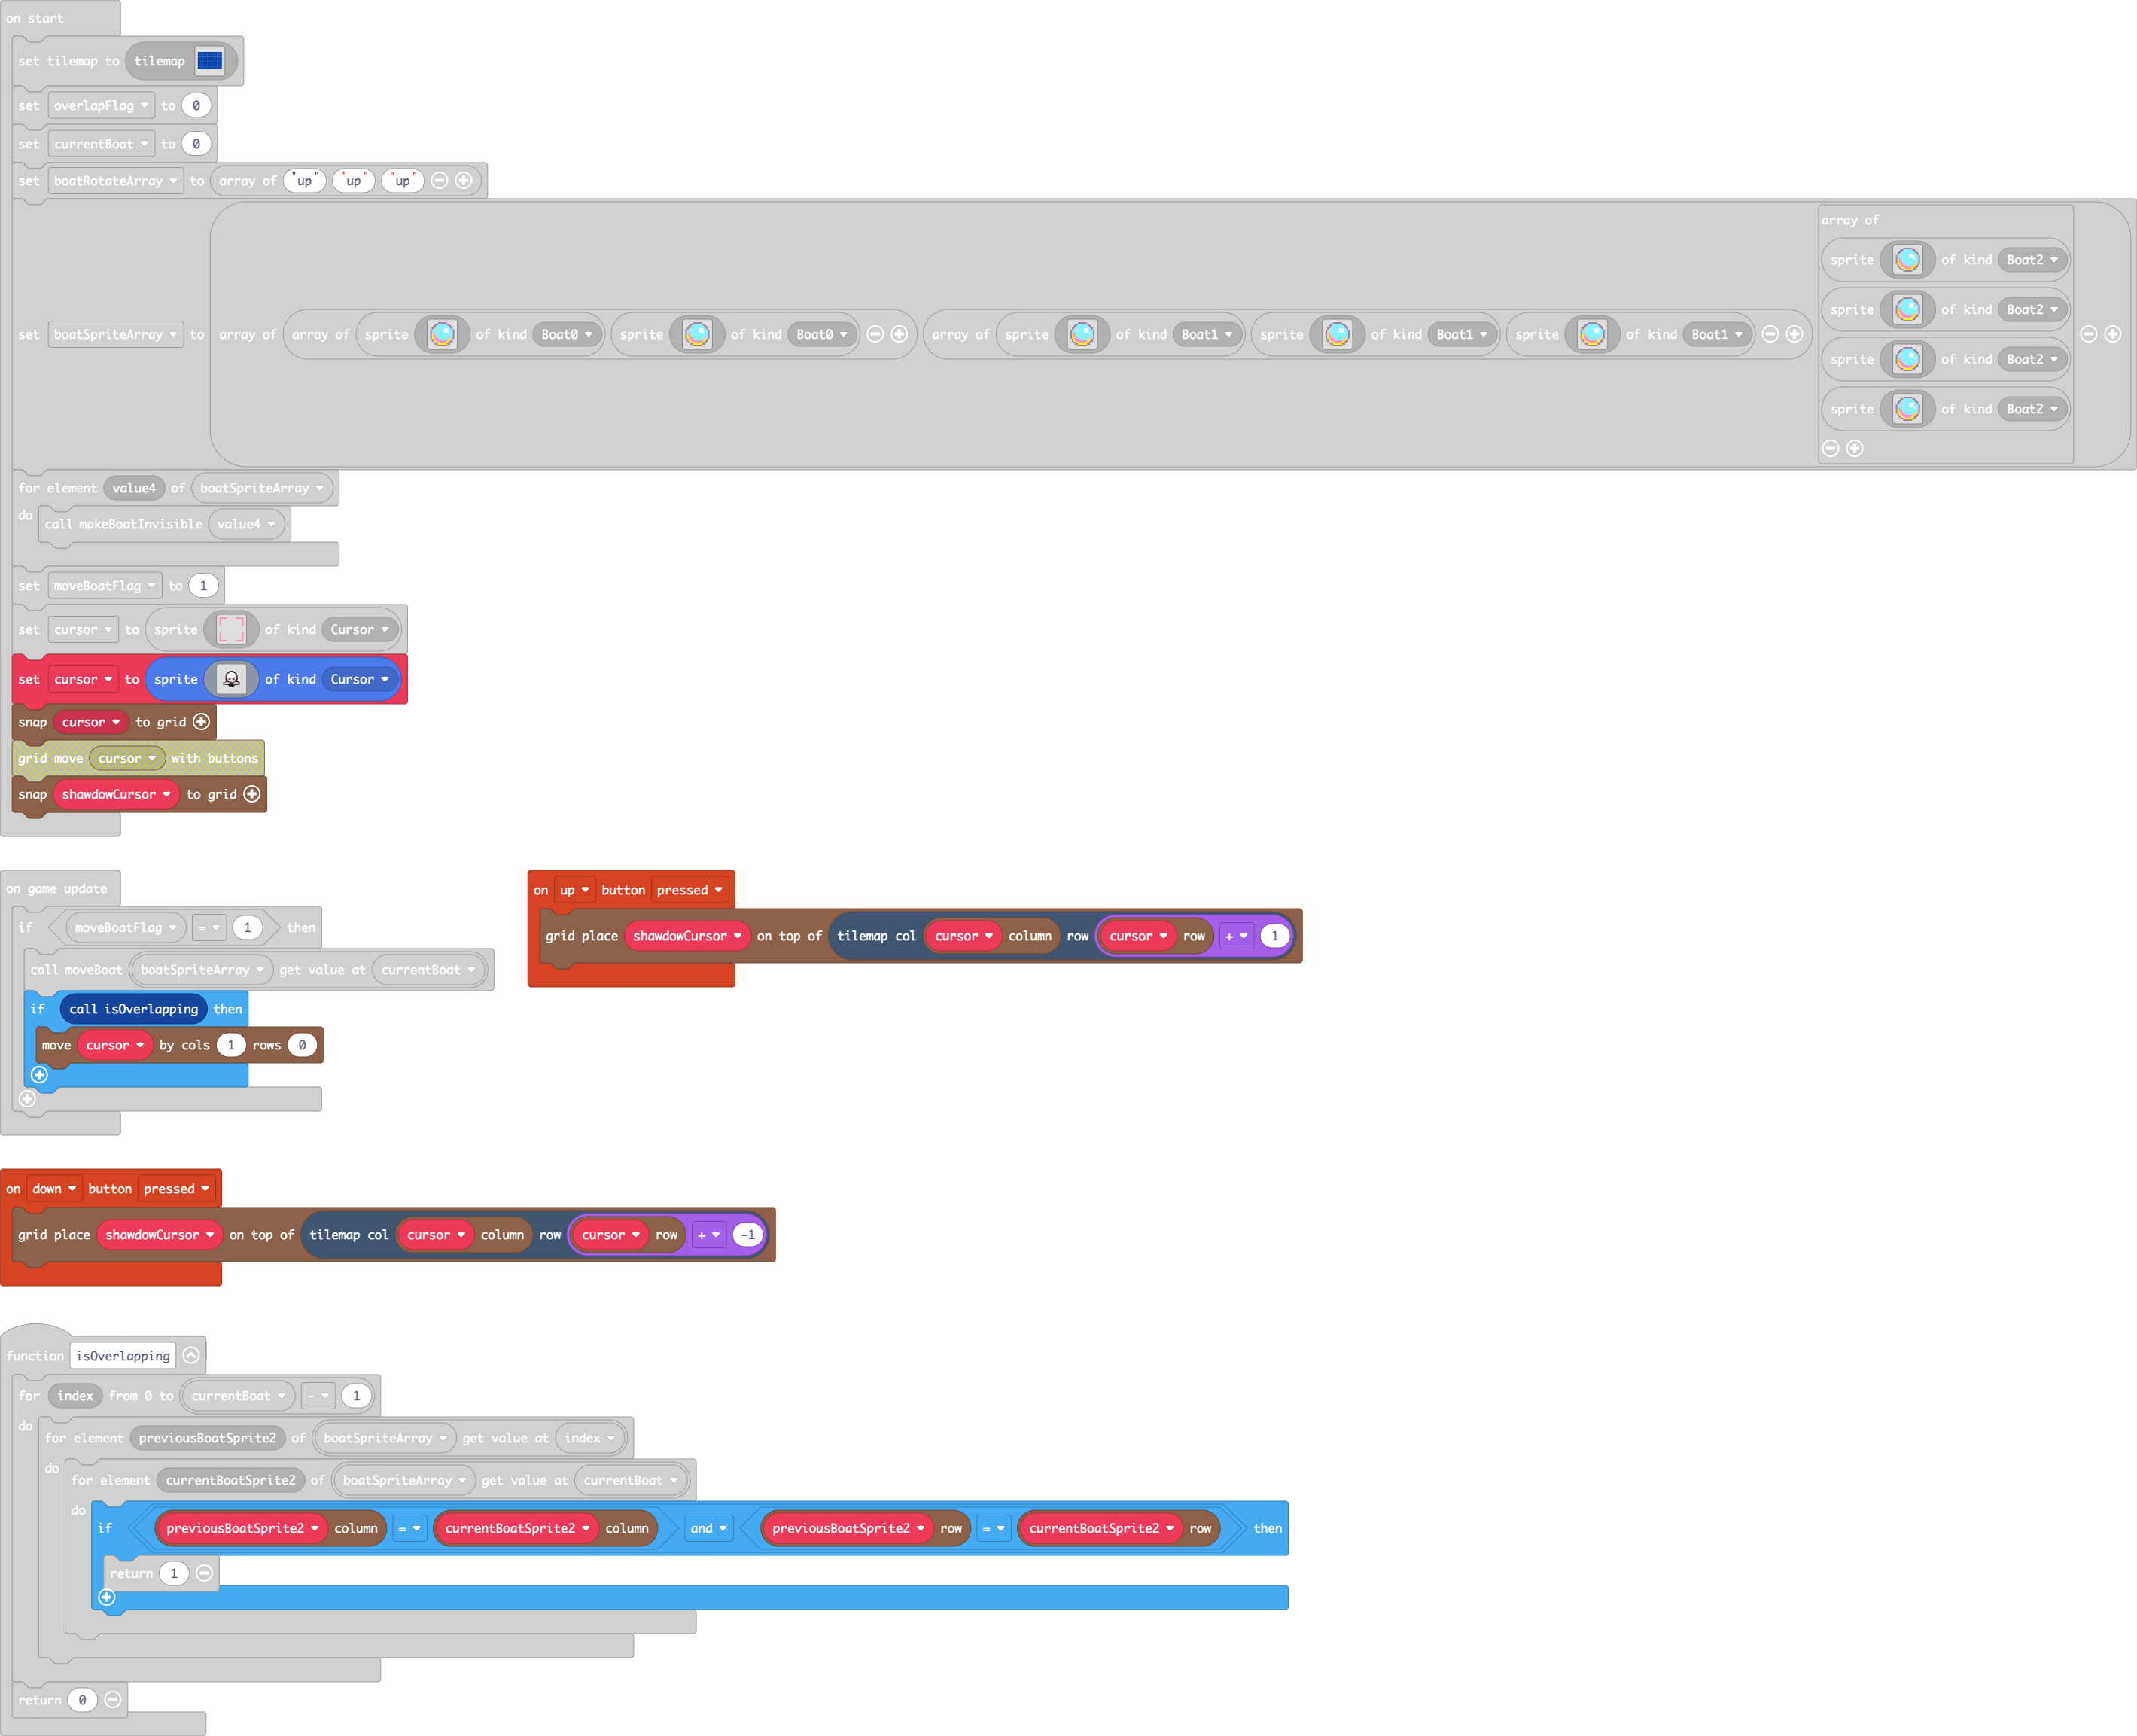 on start
set tilemap to tilemap
set overlapFlag to 0
set currentBoat to 0
set boatRotateArray to array of "up" "up" "up"
set boatSpriteArray to array of array of sprite of kind Boat0 sprite of kind Boat0 array of sprite of kind Boat1 sprite of kind Boat1 sprite of kind Boat1 array of
sprite of kind Boat2
sprite of kind Boat2
sprite of kind Boat2
sprite of kind Boat2
for element value4 of boatSpriteArray
do call makeBoatInvisible value4
set moveBoatFlag to 1
set cursor to sprite of kind Cursor
set cursor to sprite of kind Cursor
snap cursor to grid
grid move cursor with buttons
snap shawdowCursor to grid
on game update
if moveBoatFlag = 1 then
call moveBoat boatSpriteArray get value at currentBoat
if call isOverlapping then
move cursor by cols 1 rows 0
on up button pressed
grid place shawdowCursor on top of tilemap col cursor column row cursor row + 1
on down button pressed
grid place shawdowCursor on top of tilemap col cursor column row cursor row + -1
function isOverlapping
for index from 0 to currentBoat - 1
do for element previousBoatSprite2 of boatSpriteArray get value at index
do for element currentBoatSprite2 of boatSpriteArray get value at currentBoat
do if previousBoatSprite2 column = currentBoatSprite2 column and previousBoatSprite2 row = currentBoatSprite2 row then
return 1
return 0